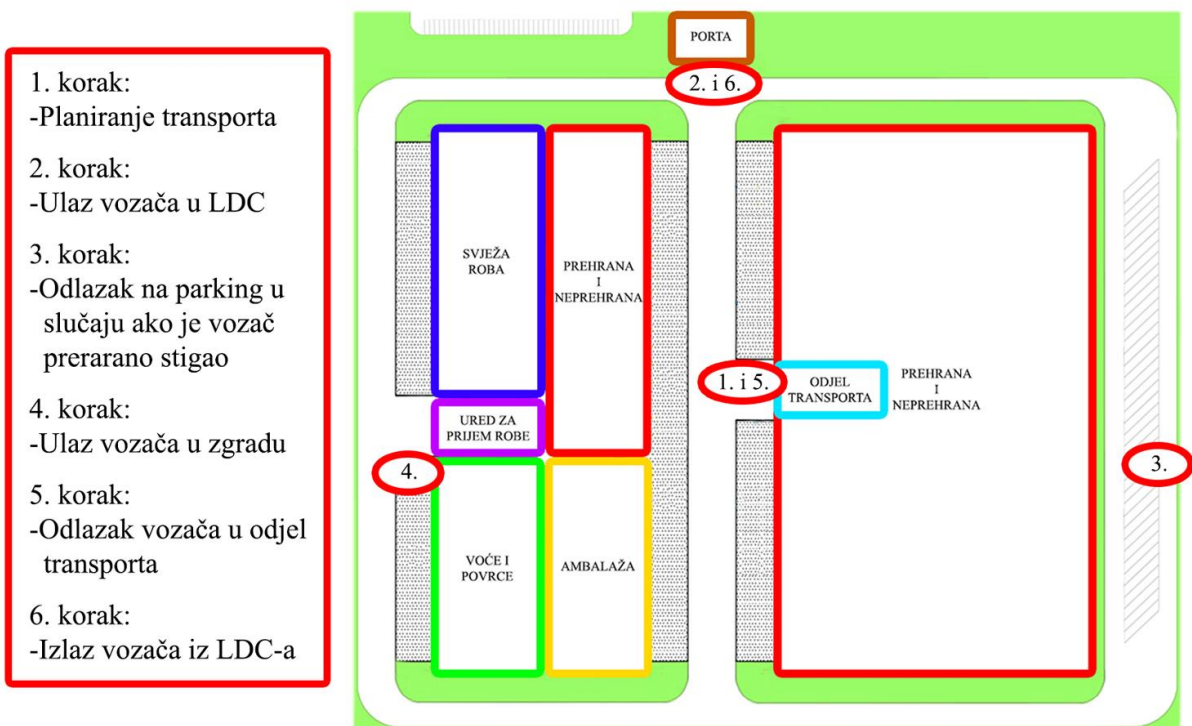 1. korak:
-Planiranje transporta
2. korak:
-Ulaz vozača u LDC
3. korak:
-Odlazak na parking u
slučaju ako je vozač
prerarano stigao
4. korak:
-Ulaz vozača u zgradu
5. korak:
-Odlazak vozača u odjel
transporta
6. korak:
-Izlaz vozača iz LDC-a
PORTA
2. i 6.
SVJEŽA
ROBA
PREHRANA
I
NEPREHRANA
URED ZA
PRIJEM ROBE
4.
VOĆE I
POVRCE
AMBALAŽA
1. i 5.
ODJEL
TRANSPORTA
PREHRANA
I
NEPREHRANA
3.